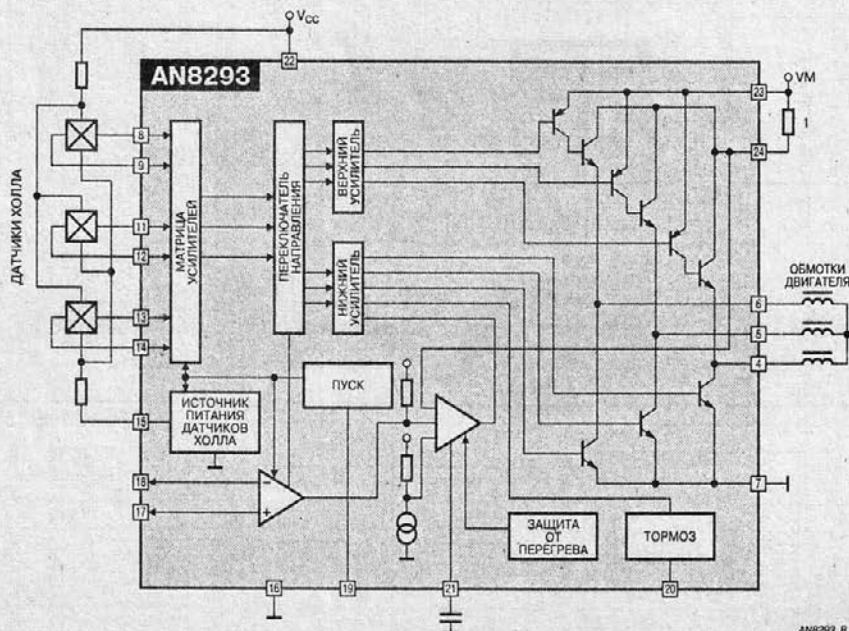 VCC
22
AN8293
VM
23
1
24
8
9
11
12
13
14
15
18
17
ДАТЧИКИ ХОЛЛА
МАТРИЦА
УСИЛИТЕЛЕЙ
ПЕРЕКЛЮЧАТЕЛЬ
НАПРАВЛЕНИЯ
ВЕРХНИЙ
УСИЛИТЕЛЬ
НИЖНИЙ
УСИЛИТЕЛЬ
ОБМОТКИ
ДВИГАТЕЛЯ
6
5
4
7
ПУСК
ИСТОЧНИК
ПИТАНИЯ
ДАТЧИКОВ
ХОЛЛА
–
+
ЗАЩИТА
ОТ
ПЕРЕГРЕВА
ТОРМОЗ
16
19
21
20
AN8293_B